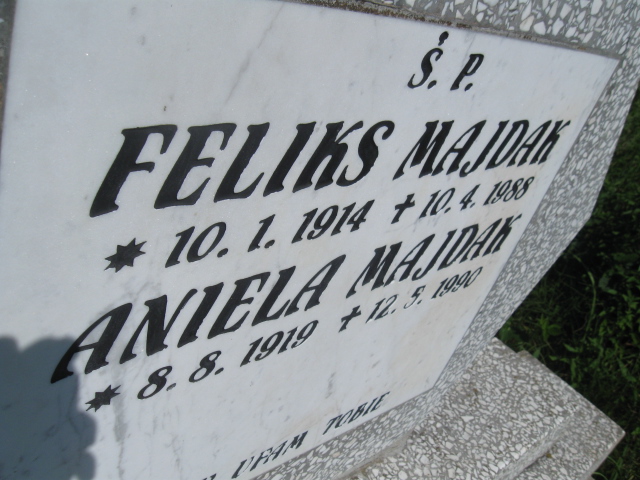 Ś. P.
FELIKS MAJDAK
* 10. 1. 1914 ✝ 10. 4. 1988
ANIELA MAJDAK
* 8. 8. 1919 ✝ 12. 5. 1990
UFAM TOBIE